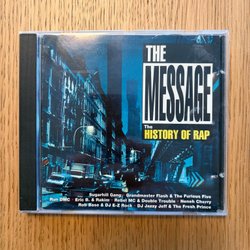 THE
MESSAGE
The
HISTORY OF RAP
Sugarhill Gang · Grandmaster Flash & The Furious Five
Run DMC · Eric B. & Rakim · Rebel MC & Double Trouble · Neneh Cherry
Rob Base & DJ E-Z Rock · DJ Jazzy Jeff & The Fresh Prince